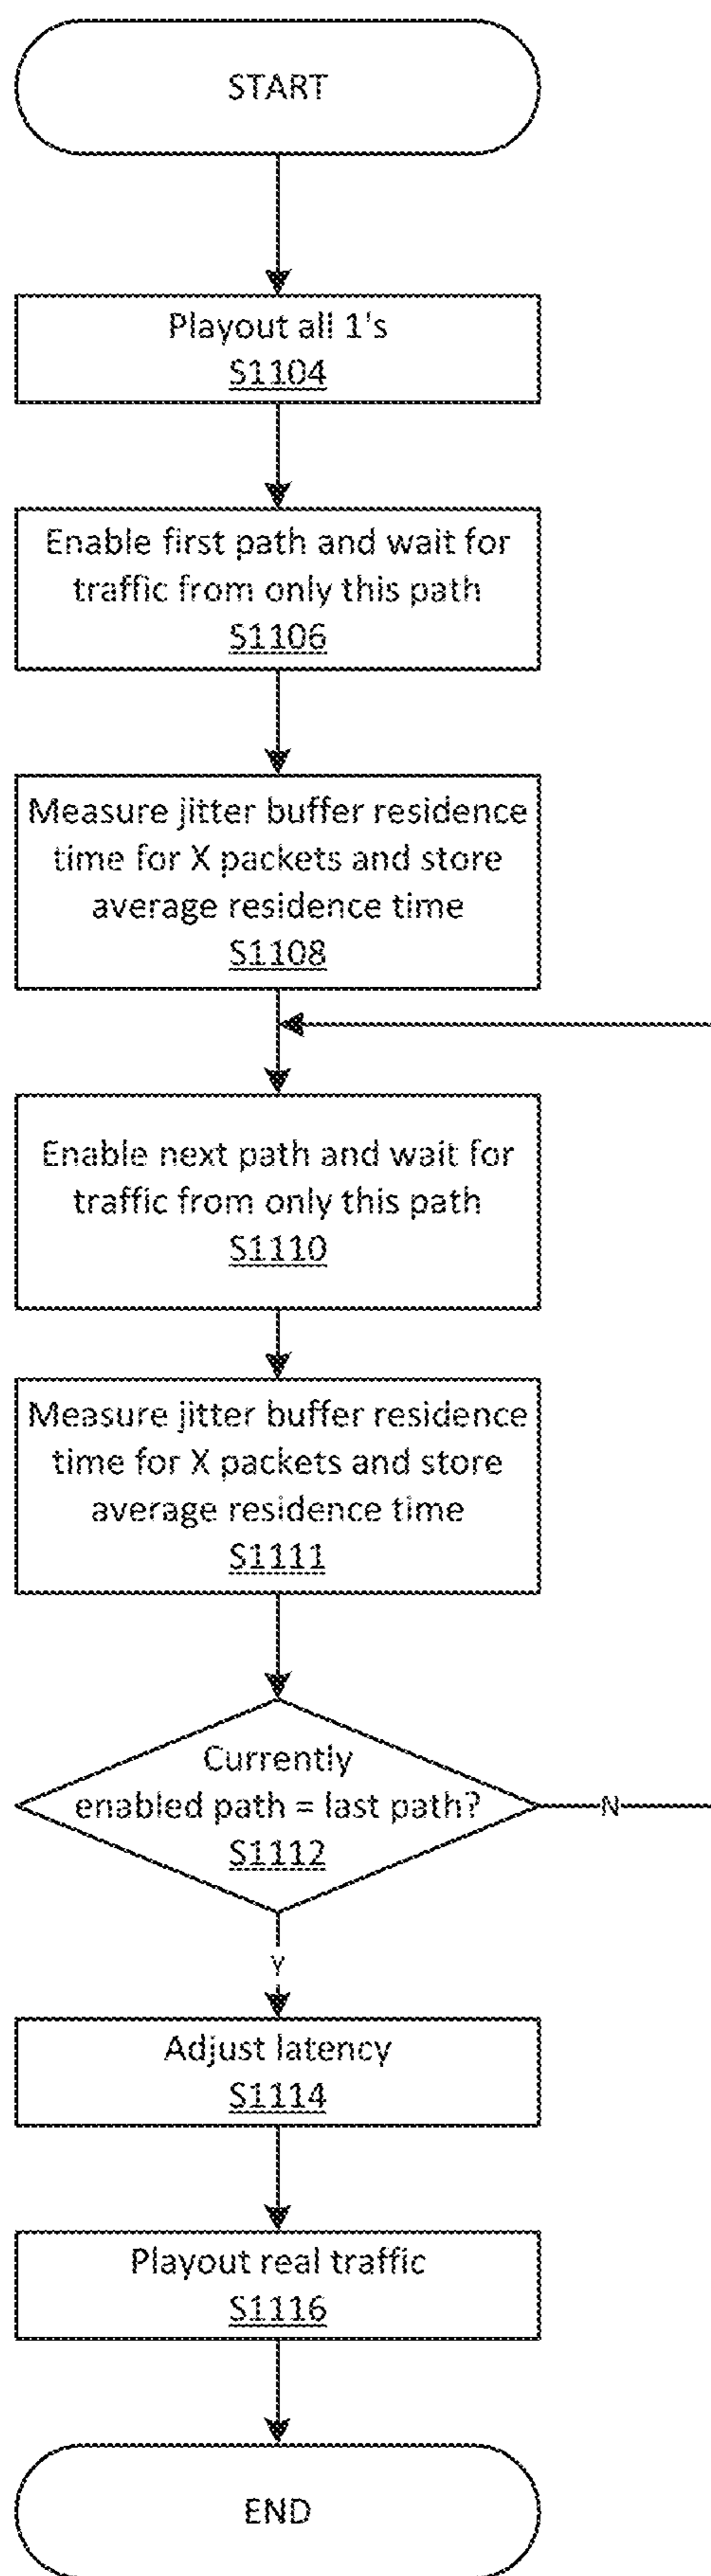 START
Playout all 1's
S1104
Enable first path and wait for
traffic from only this path
S1106
Measure jitter buffer residence
time for X packets and store
average residence time
S1108
Enable next path and wait for
traffic from only this path
S1110
Measure jitter buffer residence
time for X packets and store
average residence time
S1111
Currently
enabled path = last path?
S1112
N
Y
Adjust latency
S1114
Playout real traffic
S1116
END